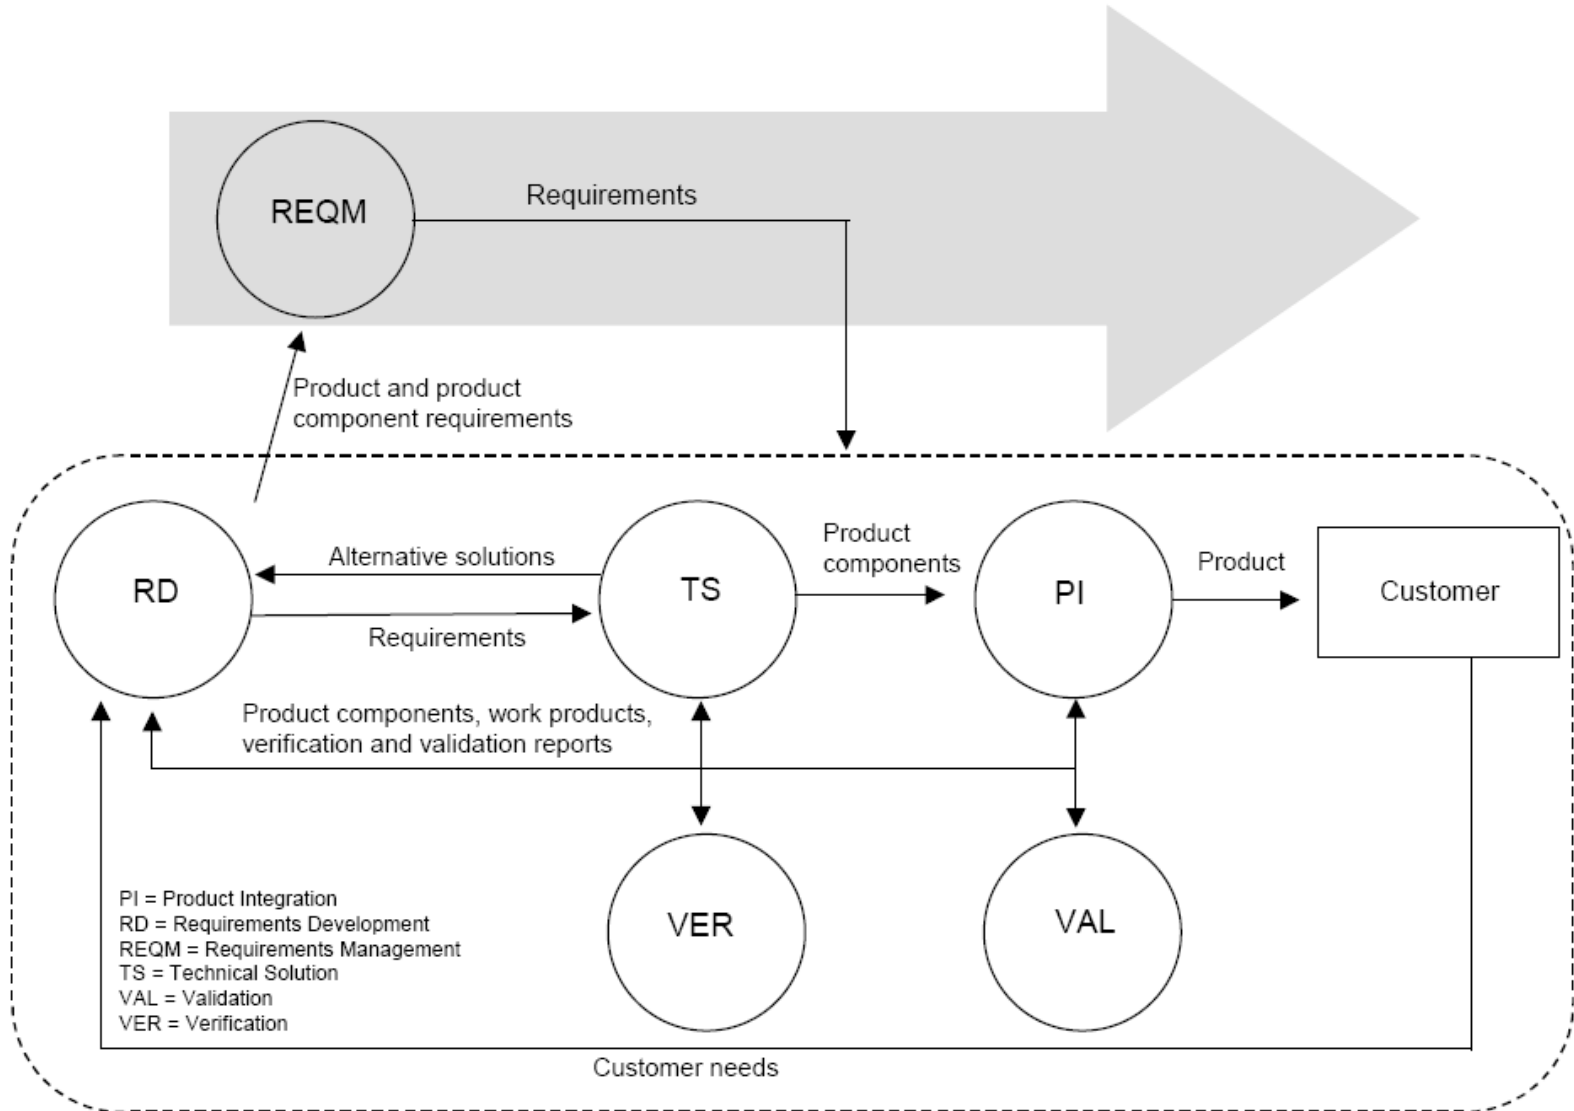 Requirements
REQM
Product and product
component requirements
Alternative solutions
RD
Requirements
TS
Product
components
PI
Product
Customer
Product components, work products,
verification and validation reports
VER
VAL
PI = Product Integration
RD = Requirements Development
REQM = Requirements Management
TS = Technical Solution
VAL = Validation
VER = Verification
Customer needs